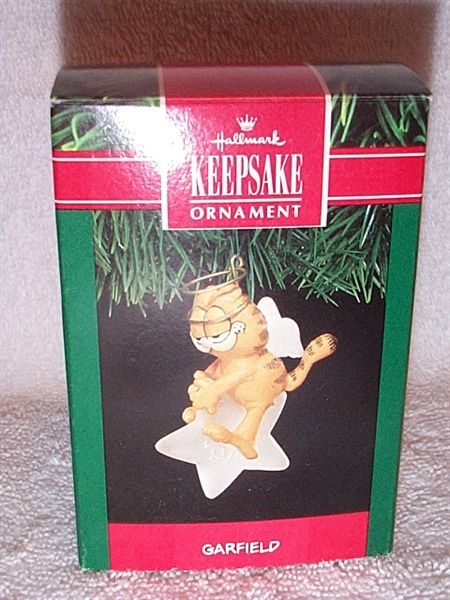 Hallmark
KEEPSAKE
ORNAMENT
GARFIELD